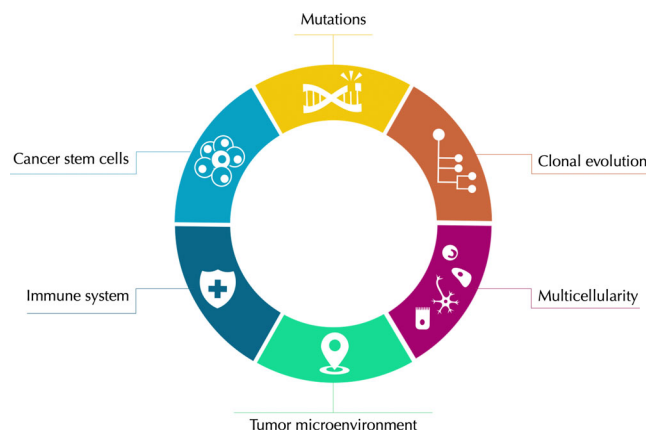 Mutations
Cancer stem cells
Clonal evolution
Immune system
Multicellularity
Tumor microenvironment